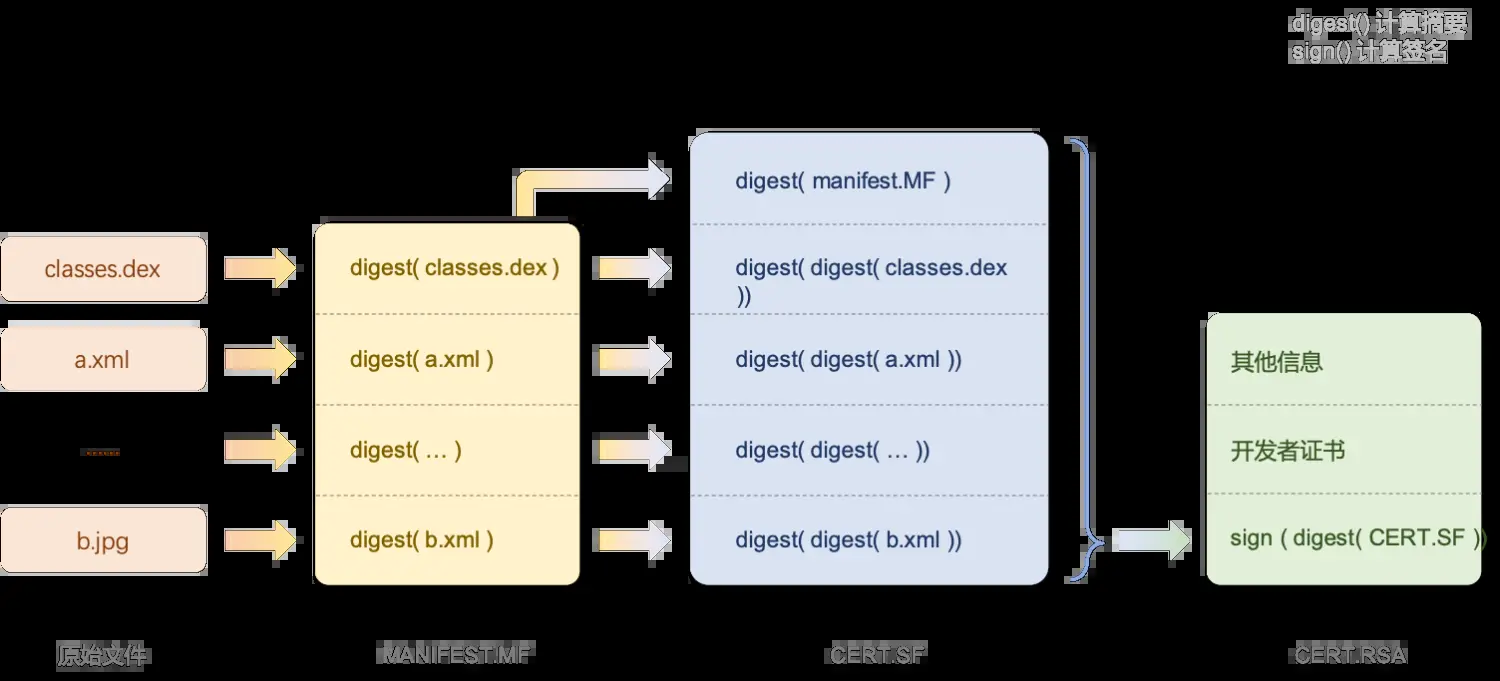 digest() 计算摘要
sign() 计算签名
digest( manifest.MF )
classes.dex
digest( classes.dex )
digest( digest( classes.dex
))
a.xml
digest( a.xml )
digest( digest( a.xml ))
其他信息
digest( … )
digest( digest( … ))
开发者证书
b.jpg
digest( b.xml )
digest( digest( b.xml ))
sign ( digest( CERT.SF ))
原始文件
MANIFEST.MF
CERT.SF
CERT.RSA